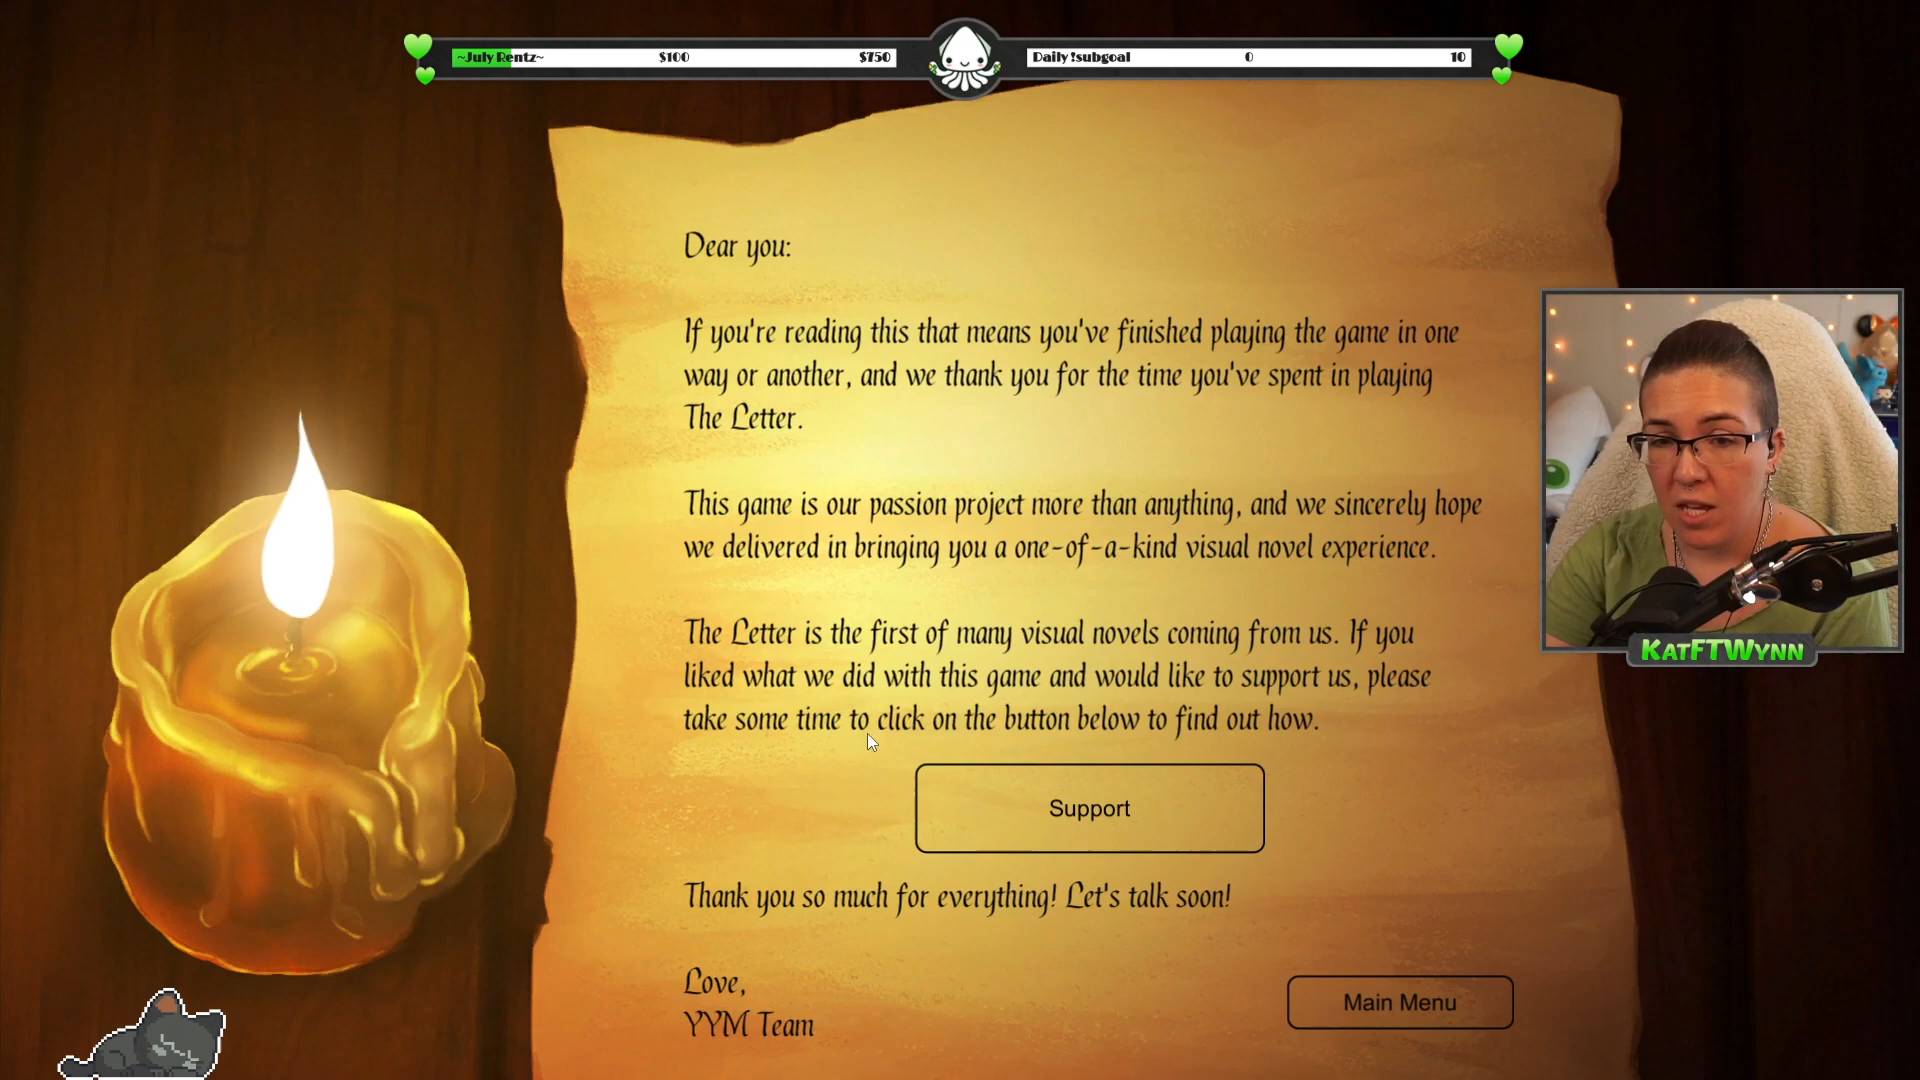 ~July Rentz~ $100 $750
Daily !subgoal 0 10
Dear you:
If you're reading this that means you've finished playing the game in one
way or another, and we thank you for the time you've spent in playing
The Letter.
This game is our passion project more than anything, and we sincerely hope
we delivered in bringing you a one-of-a-kind visual novel experience.
The Letter is the first of many visual novels coming from us. If you
liked what we did with this game and would like to support us, please
take some time to click on the button below to find out how.
KATFTWYNN
Support
Thank you so much for everything! Let's talk soon!
Love,
YYM Team
Main Menu